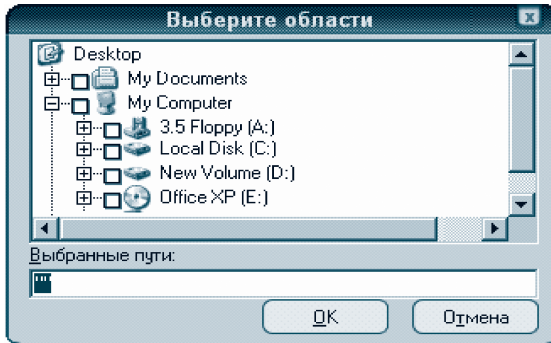 Выберите области
Desktop
My Documents
My Computer
3.5 Floppy (A:)
Local Disk (C:)
New Volume (D:)
Office XP (E:)
Выбранные пути:
""
OK
Отмена